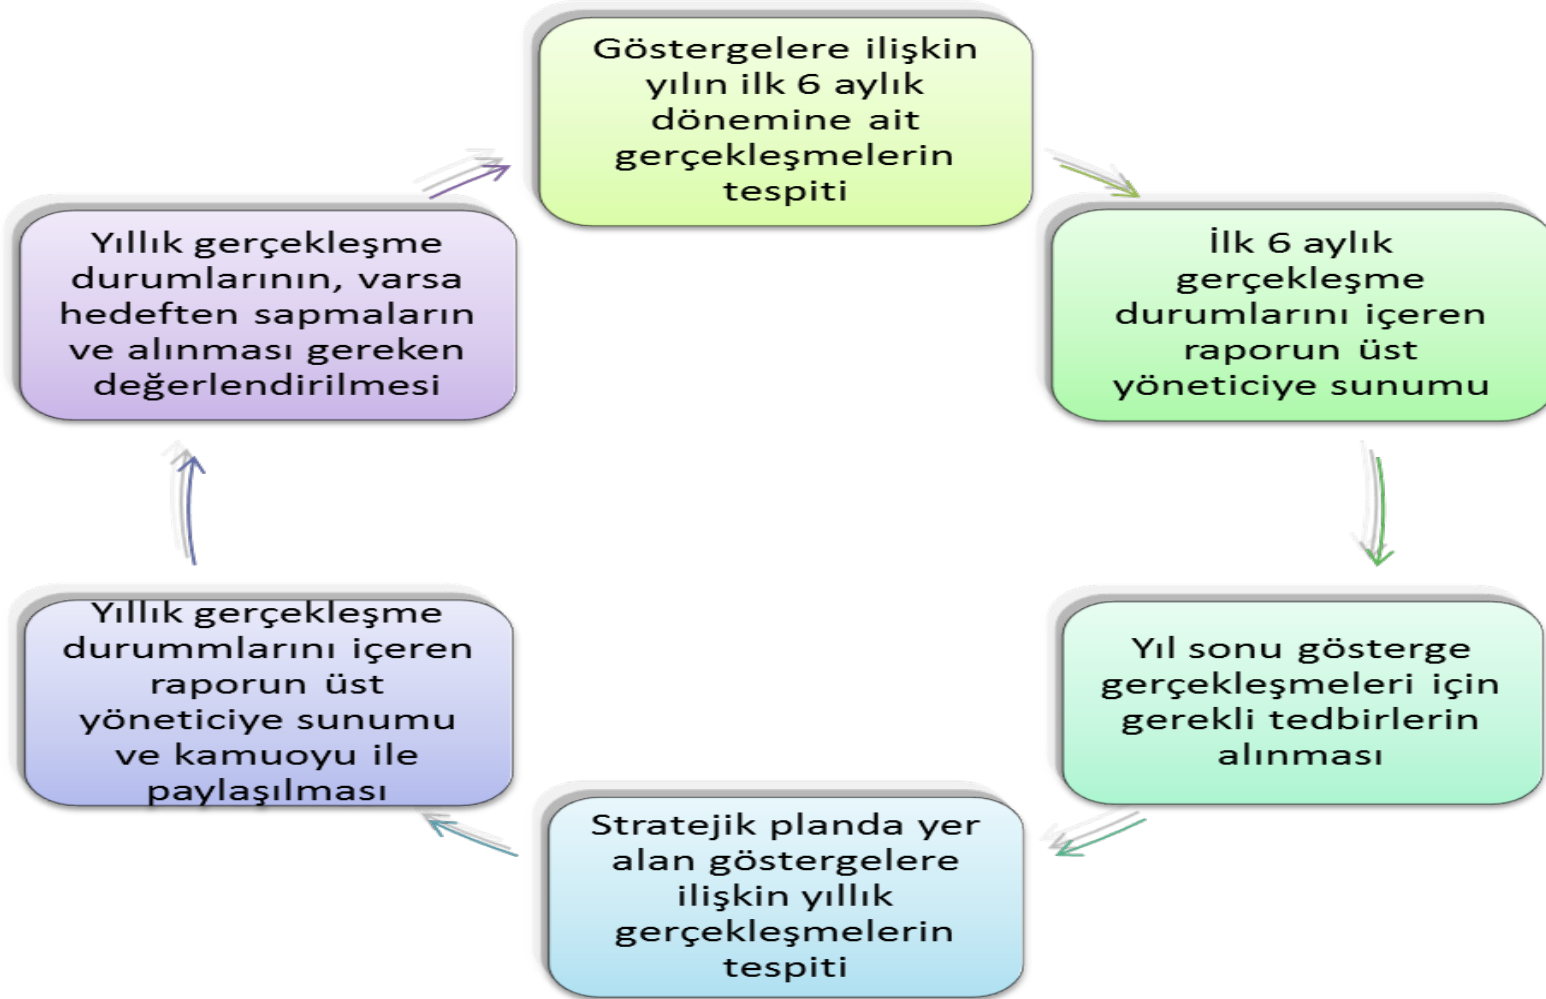 Göstergelere ilişkin
yılın ilk 6 aylık
dönemine ait
gerçekleşmelerin
tespiti
İlk 6 aylık
gerçekleşme
durumlarını içeren
raporun üst
yöneticiye sunumu
Yıl sonu gösterge
gerçekleşmeleri için
gerekli tedbirlerin
alınması
Stratejik planda yer
alan göstergelere
ilişkin yıllık
gerçekleşmelerin
tespiti
Yıllık gerçekleşme
durummlarını içeren
raporun üst
yöneticiye sunumu
ve kamuoyu ile
paylaşılması
Yıllık gerçekleşme
durumlarının, varsa
hedeften sapmaların
ve alınması gereken
değerlendirilmesi